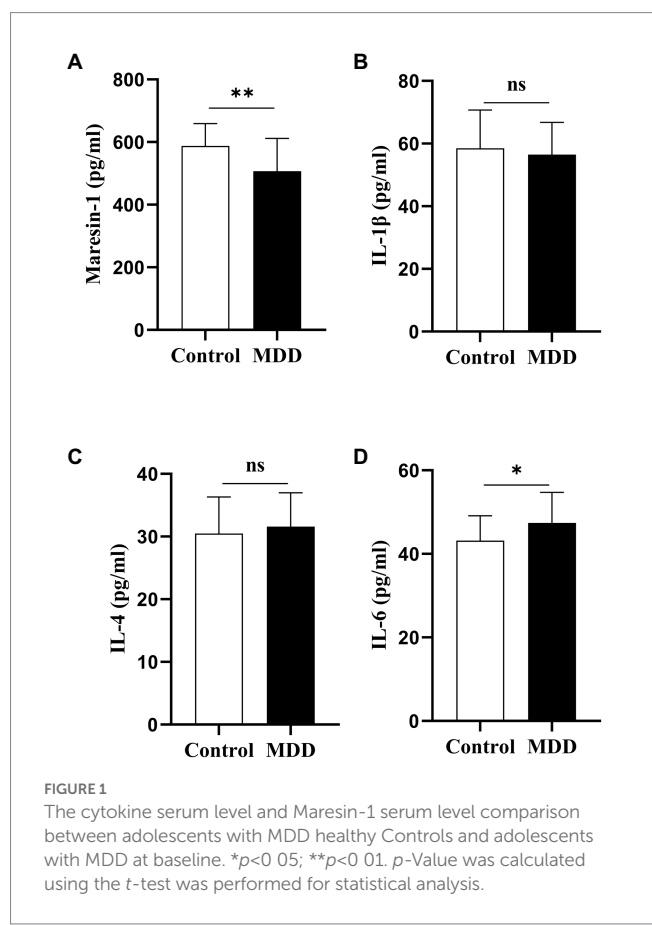 A
800
600
400
200
0
Maresin-1 (pg/ml)
**
Control MDD
B
80
60
40
20
0
IL-1β (pg/ml)
ns
Control MDD
C
40
30
20
10
0
IL-4 (pg/ml)
ns
Control MDD
D
60
40
20
0
IL-6 (pg/ml)
*
Control MDD
FIGURE 1
The cytokine serum level and Maresin-1 serum level comparison
between adolescents with MDD healthy Controls and adolescents
with MDD at baseline. *p<0 05; **p<0 01. p-Value was calculated
using the t-test was performed for statistical analysis.